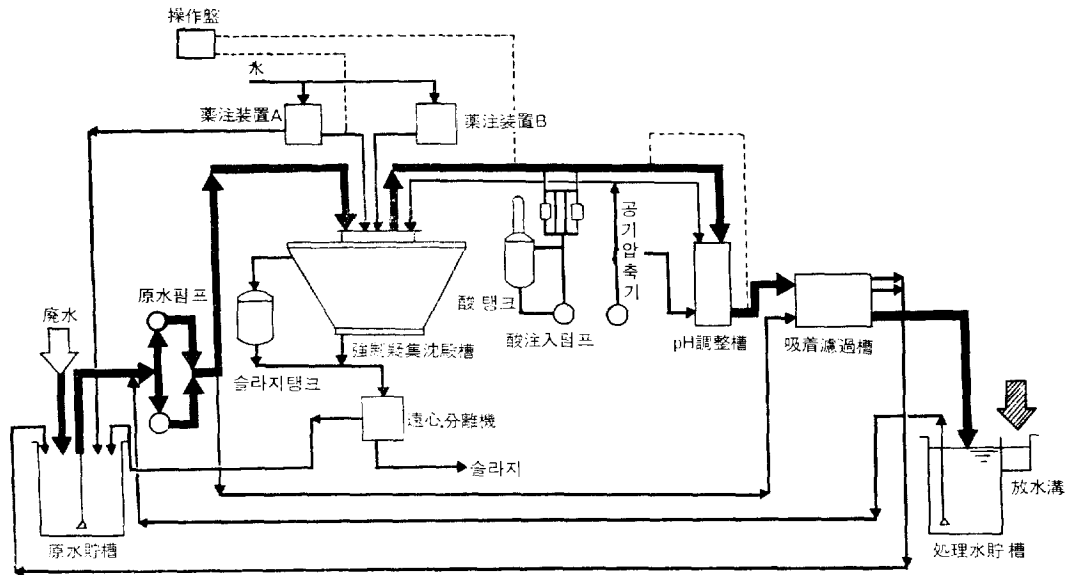 操作盤
水
薬注装置A
薬注装置B
공기압축기
原水펌프
廃水
酸 탱크
酸注入펌프
pH調整槽
吸着濾過槽
強制凝集沈殿槽
슬라지탱크
遠心分離機
슬라지
放水溝
原水貯槽
処理水貯槽